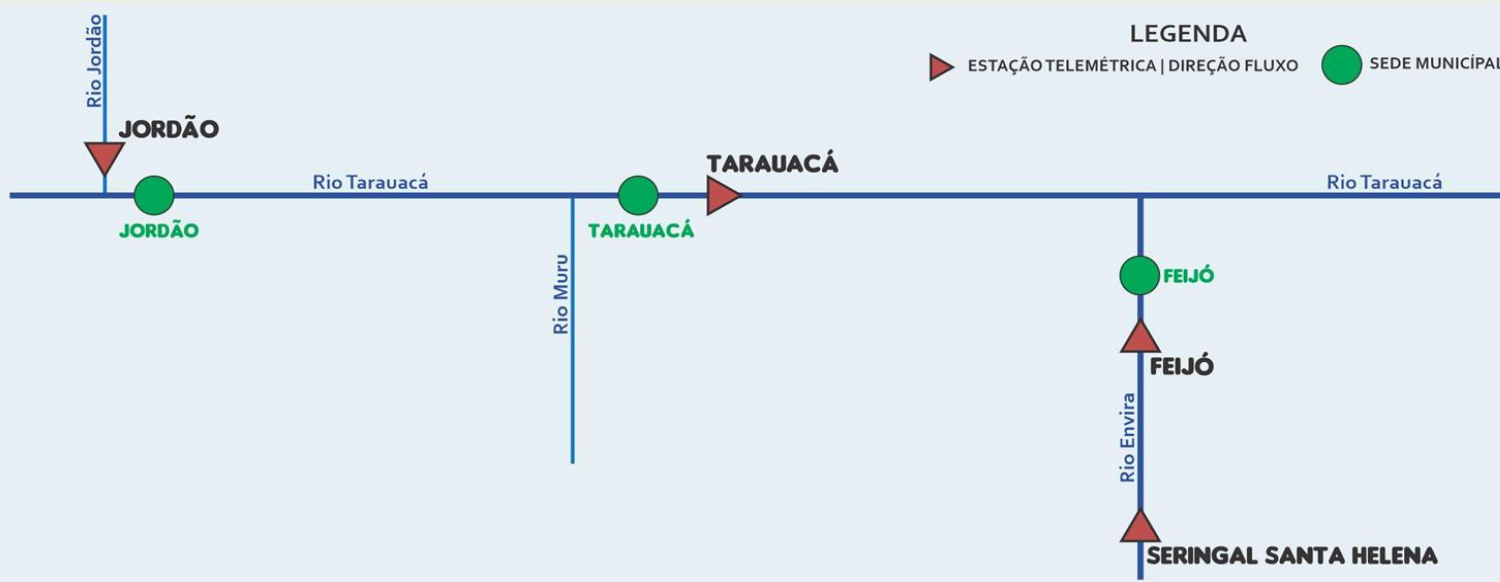 LEGENDA
ESTAÇÃO TELEMÉTRICA | DIREÇÃO FLUXO
SEDE MUNICÍPAL
Rio Jordão
JORDÃO
TARAUACÁ
Rio Tarauacá
Rio Tarauacá
JORDÃO
TARAUACÁ
Rio Muru
FEIJÓ
FEIJÓ
Rio Envira
SERINGAL SANTA HELENA